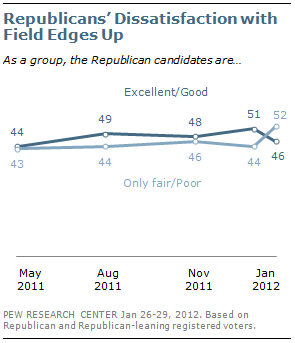 Republicans' Dissatisfaction with
Field Edges Up
As a group, the Republican candidates are...
Excellent/Good
44 49 48 51 52
43 44 46 44 46
Only fair/Poor
May Aug Nov Jan
2011 2011 2011 2012
PEW RESEARCH CENTER Jan 26-29, 2012. Based on
Republican and Republican-leaning registered voters.